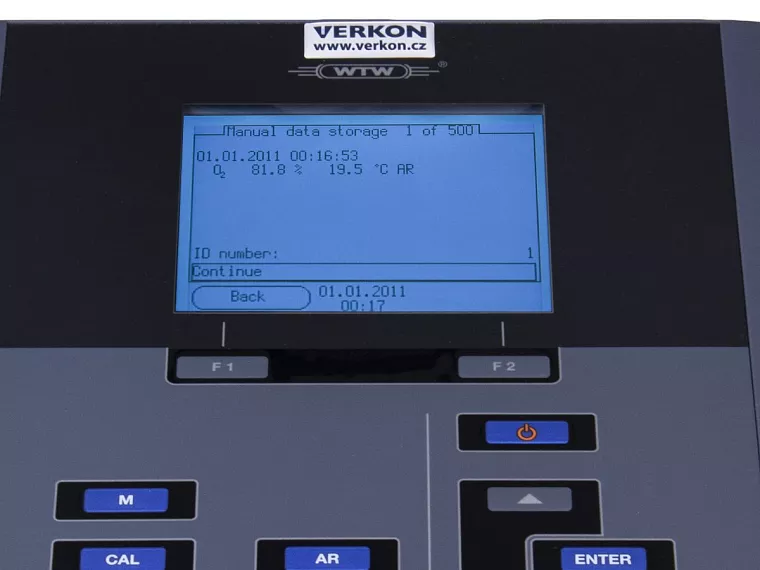 VERKON
www.verkon.cz
WTW®
Manual data storage 1 of 500
01.01.2011 00:16:53
O₂ 81.8 % 19.5 °C AR
ID number: 1
Continue
Back 01.01.2011
00:17
F1 F2
M
CAL AR ENTER